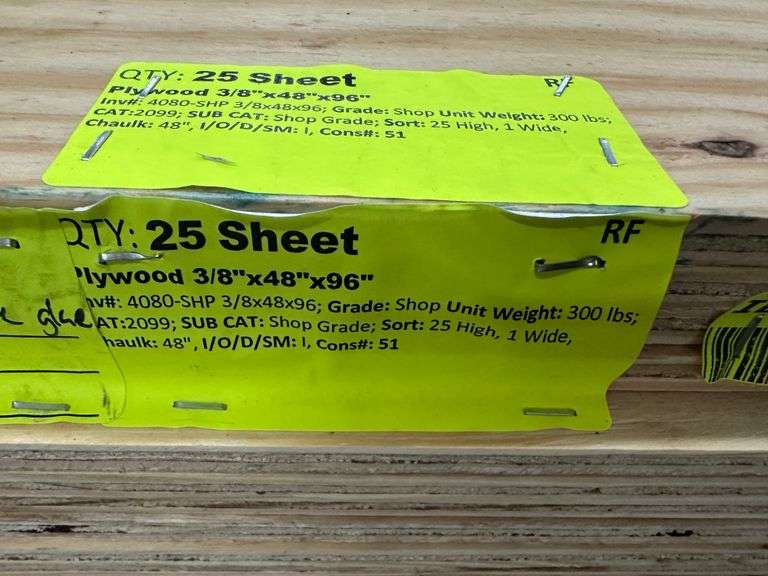 QTY: 25 Sheet RF
Plywood 3/8"x48"x96"
Inv#: 4080-SHP 3/8x48x96; Grade: Shop Unit Weight: 300 lbs;
CAT:2099; SUB CAT: Shop Grade; Sort: 25 High, 1 Wide,
Chaulk: 48", I/O/D/SM: I, Cons#: 51
QTY: 25 Sheet RF
Plywood 3/8"x48"x96"
nv#: 4080-SHP 3/8x48x96; Grade: Shop Unit Weight: 300 lbs;
AT:2099; SUB CAT: Shop Grade; Sort: 25 High, 1 Wide,
haulk: 48", I/O/D/SM: I, Cons#: 51
glue